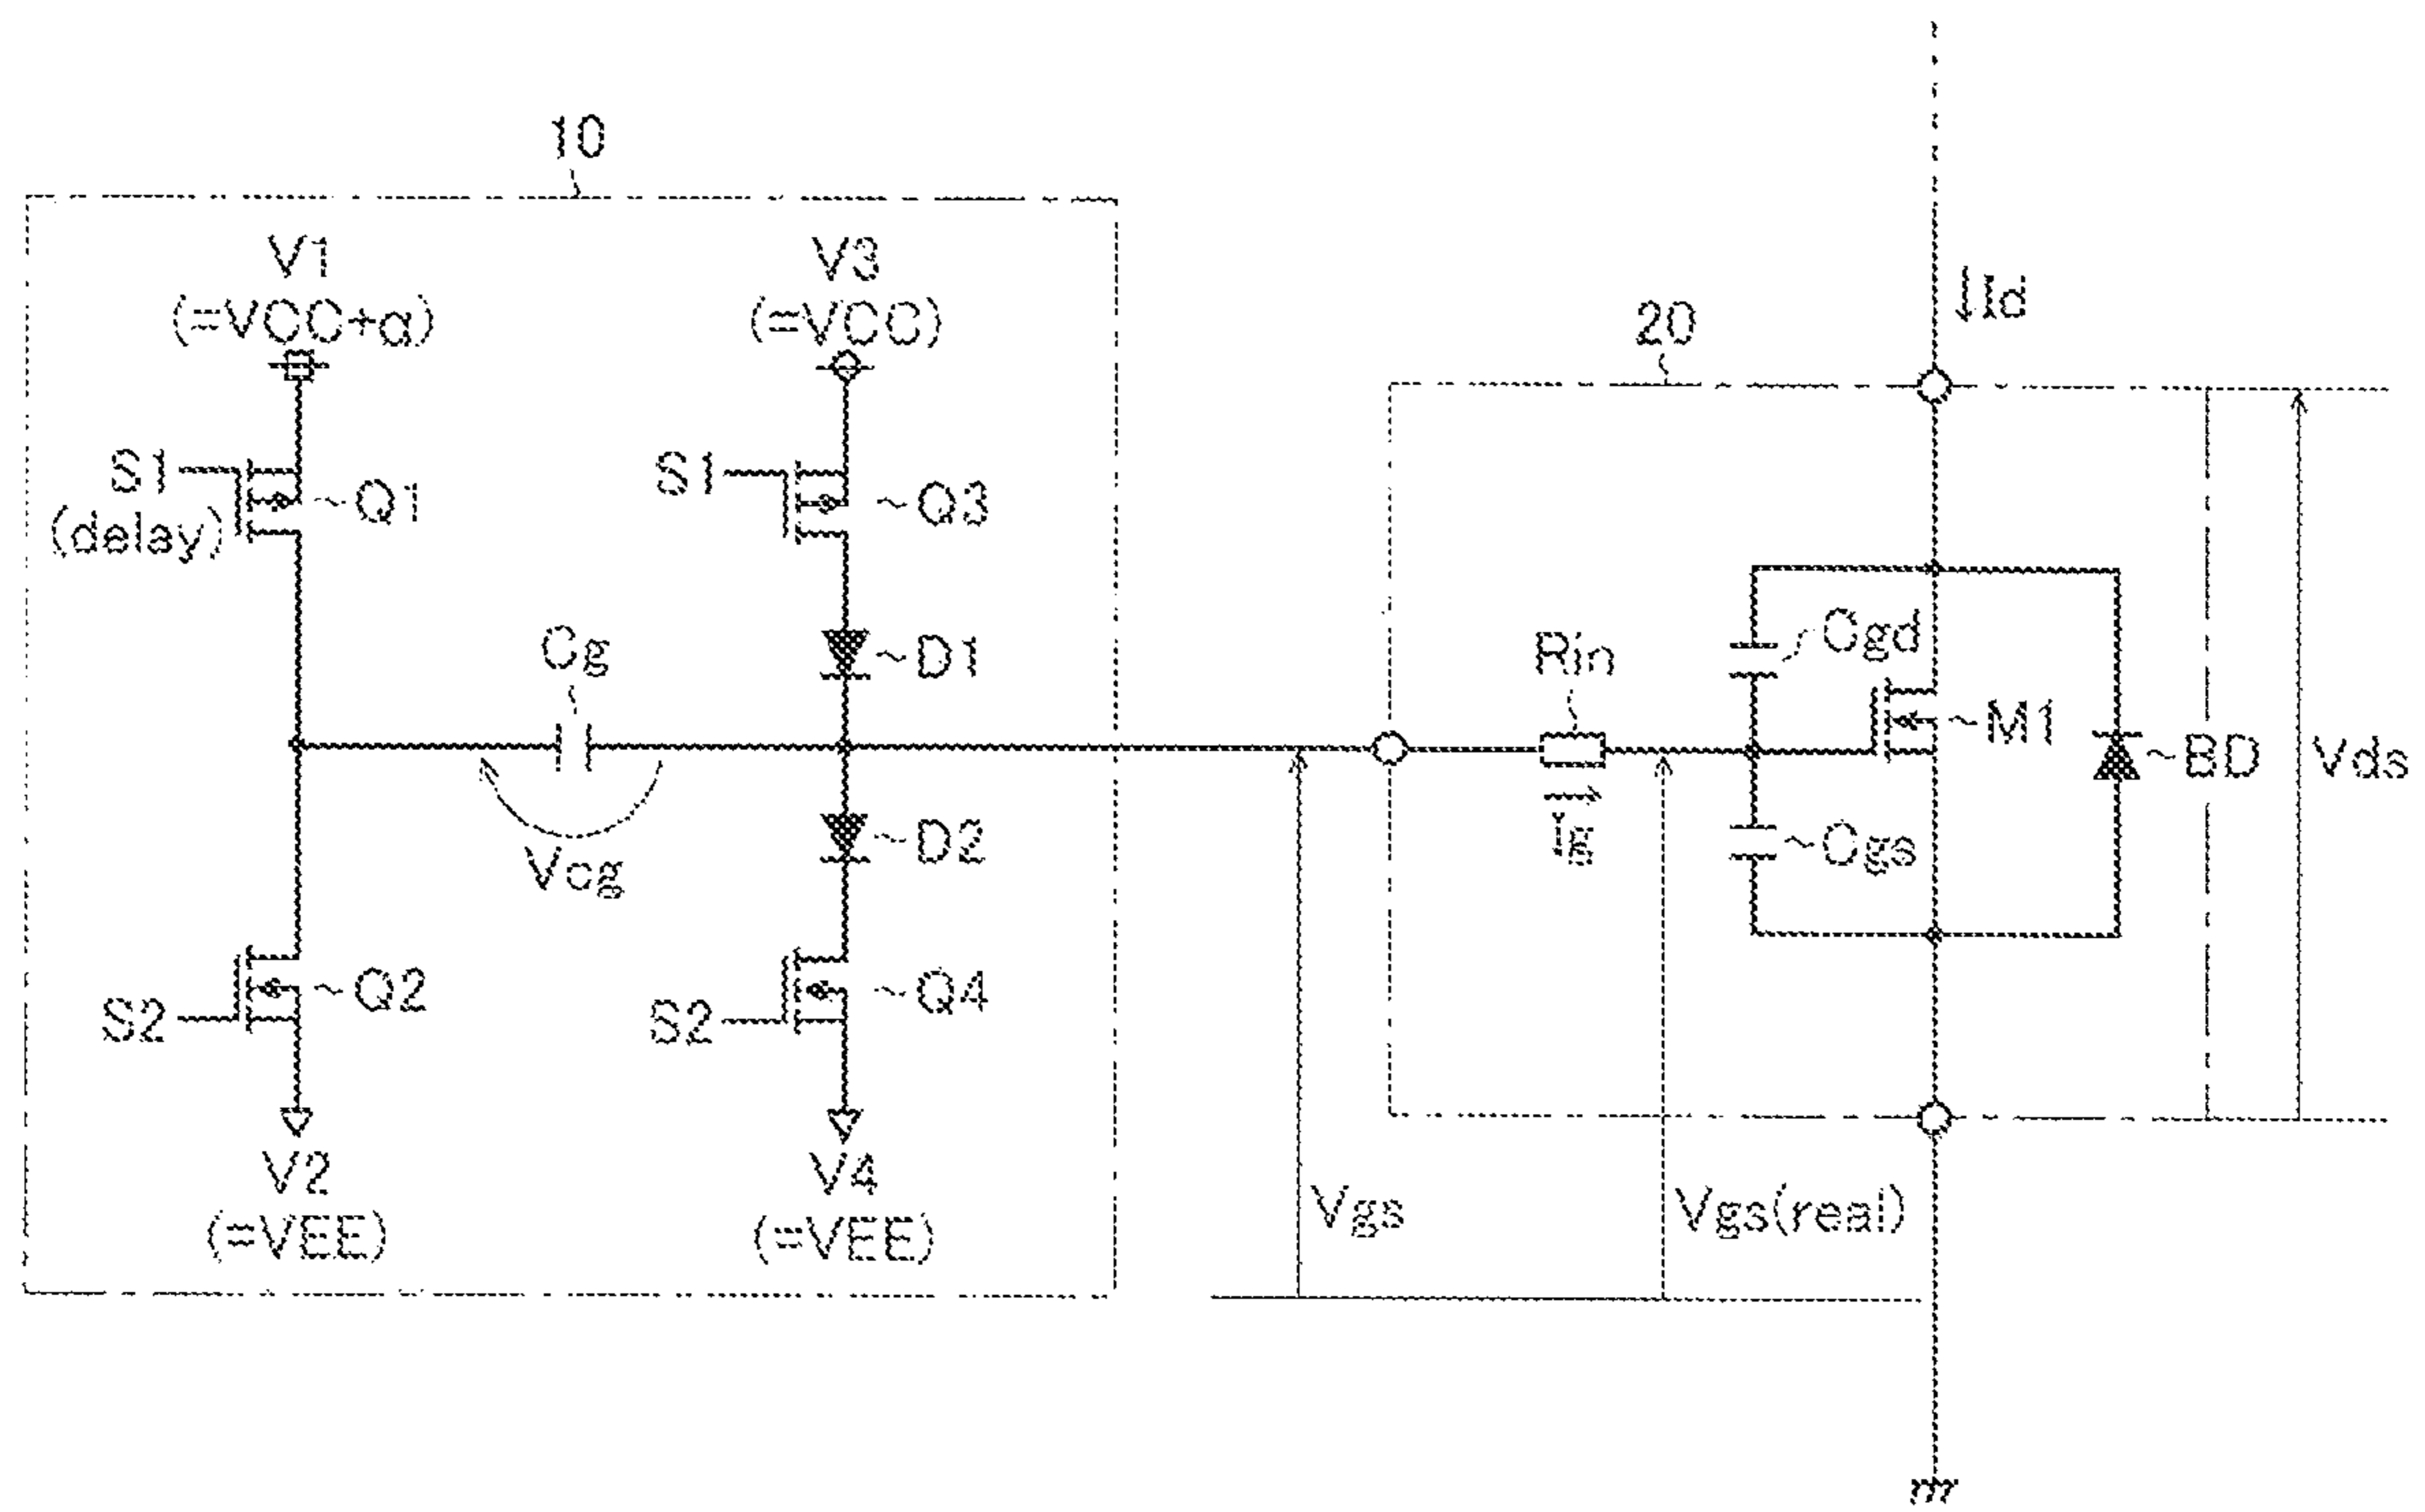 10
V1
(=VCC+α)
V3
(=VCC)
S1
(delay)
Q1
S1
Q3
Cg
D1
Vcg
D2
S2
Q2
S2
Q4
V2
(=VEE)
V4
(=VEE)
20
↓Id
Rin
Cgd
M1
BD
Vds
Ig
Cgs
Vgs
Vgs(real)